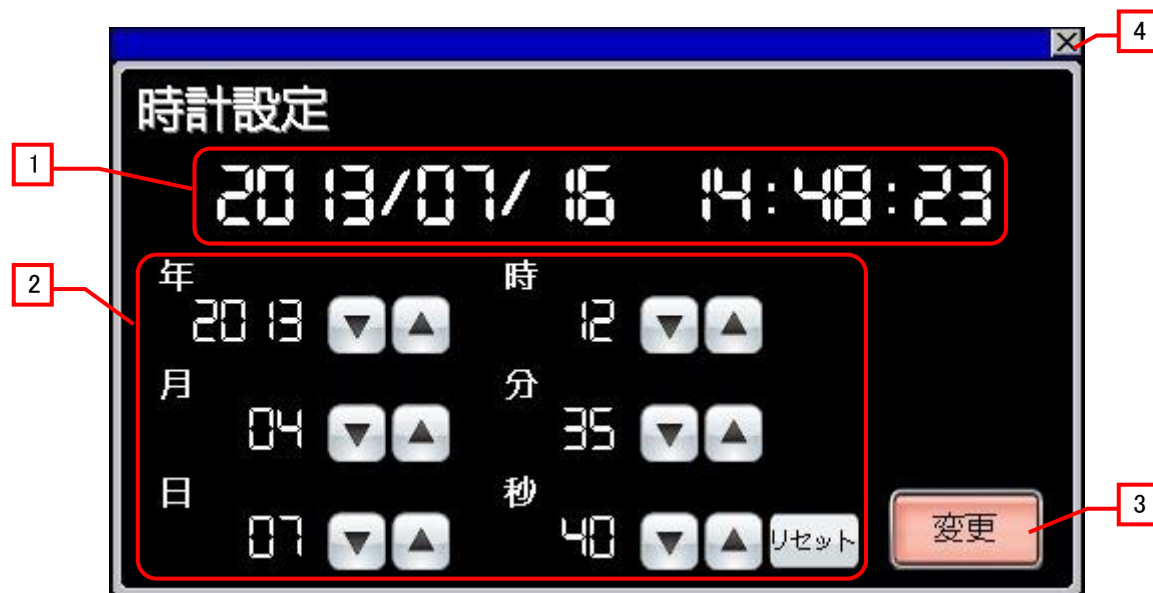 4
時計設定
1
2013/07/16 14:48:23
2
年 時
2013 ▼ ▲ 12 ▼ ▲
月 分
04 ▼ ▲ 35 ▼ ▲
日 秒
07 ▼ ▲ 40 ▼ ▲ リセット
変更
3